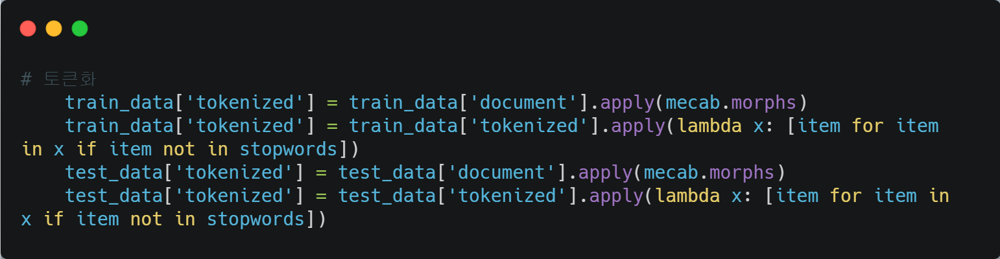 # 토큰화
    train_data['tokenized'] = train_data['document'].apply(mecab.morphs)
    train_data['tokenized'] = train_data['tokenized'].apply(lambda x: [item for item
in x if item not in stopwords])
    test_data['tokenized'] = test_data['document'].apply(mecab.morphs)
    test_data['tokenized'] = test_data['tokenized'].apply(lambda x: [item for item in
x if item not in stopwords])